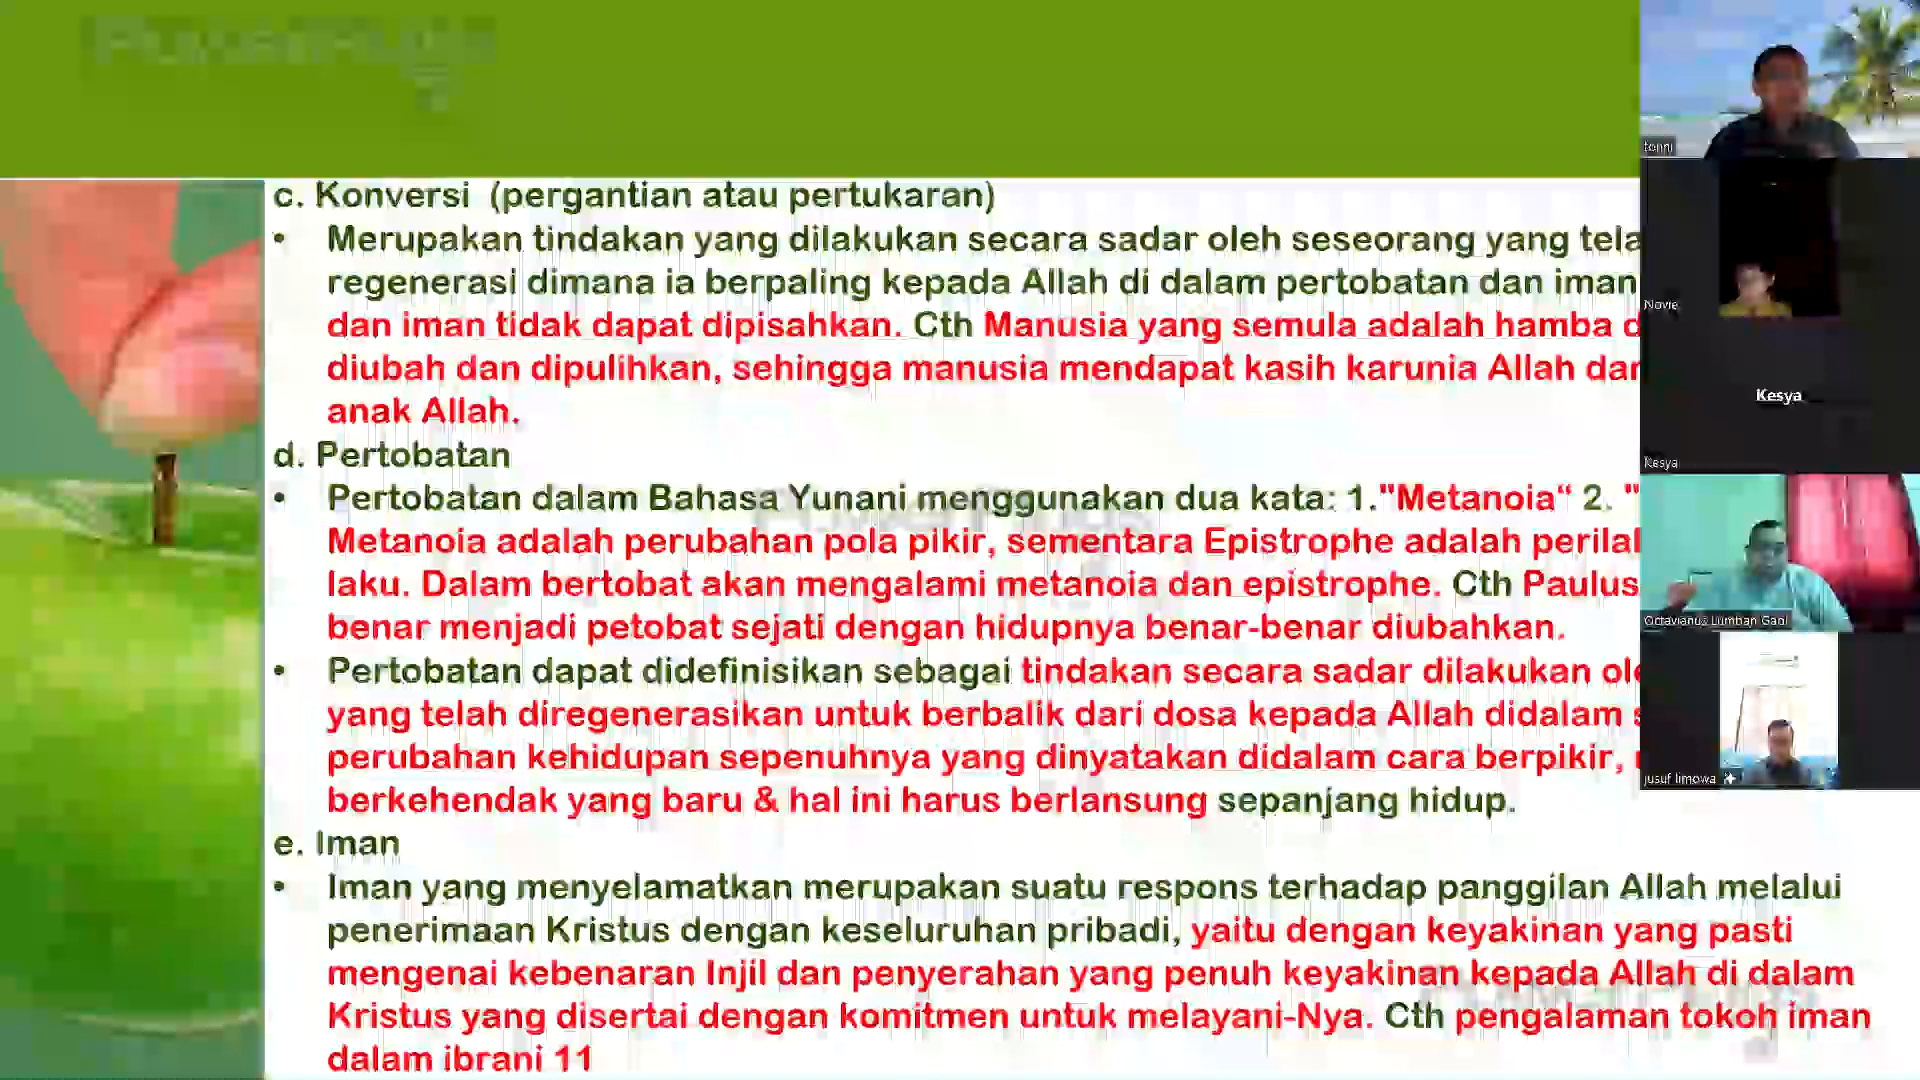 c. Konversi (pergantian atau pertukaran)
• Merupakan tindakan yang dilakukan secara sadar oleh seseorang yang
regenerasi dimana ia berpaling kepada Allah di dalam pertobatan dan iman
dan iman tidak dapat dipisahkan. Cth Manusia yang semula adalah hamba
diubah dan dipulihkan, sehingga manusia mendapat kasih karunia Allah
anak Allah.
d. Pertobatan
• Pertobatan dalam Bahasa Yunani menggunakan dua kata: 1."Metanoia“ 2. "
Metanoia adalah perubahan pola pikir, sementara Epistrophe adalah
laku. Dalam bertobat akan mengalami metanoia dan epistrophe. Cth Paulus
benar menjadi petobat sejati dengan hidupnya benar-benar diubahkan.
• Pertobatan dapat didefinisikan sebagai tindakan secara sadar dilakukan
yang telah diregenerasikan untuk berbalik dari dosa kepada Allah didalam
perubahan kehidupan sepenuhnya yang dinyatakan didalam cara berpikir,
berkehendak yang baru & hal ini harus berlansung sepanjang hidup.
e. Iman
• Iman yang menyelamatkan merupakan suatu respons terhadap panggilan Allah melalui
penerimaan Kristus dengan keseluruhan pribadi, yaitu dengan keyakinan yang pasti
mengenai kebenaran Injil dan penyerahan yang penuh keyakinan kepada Allah di dalam
Kristus yang disertai dengan komitmen untuk melayani-Nya. Cth pengalaman tokoh iman
dalam ibrani 11
tonni
Novie
Kesya
Kesya
Octavianus Lumban Gaol
jusuf limowa